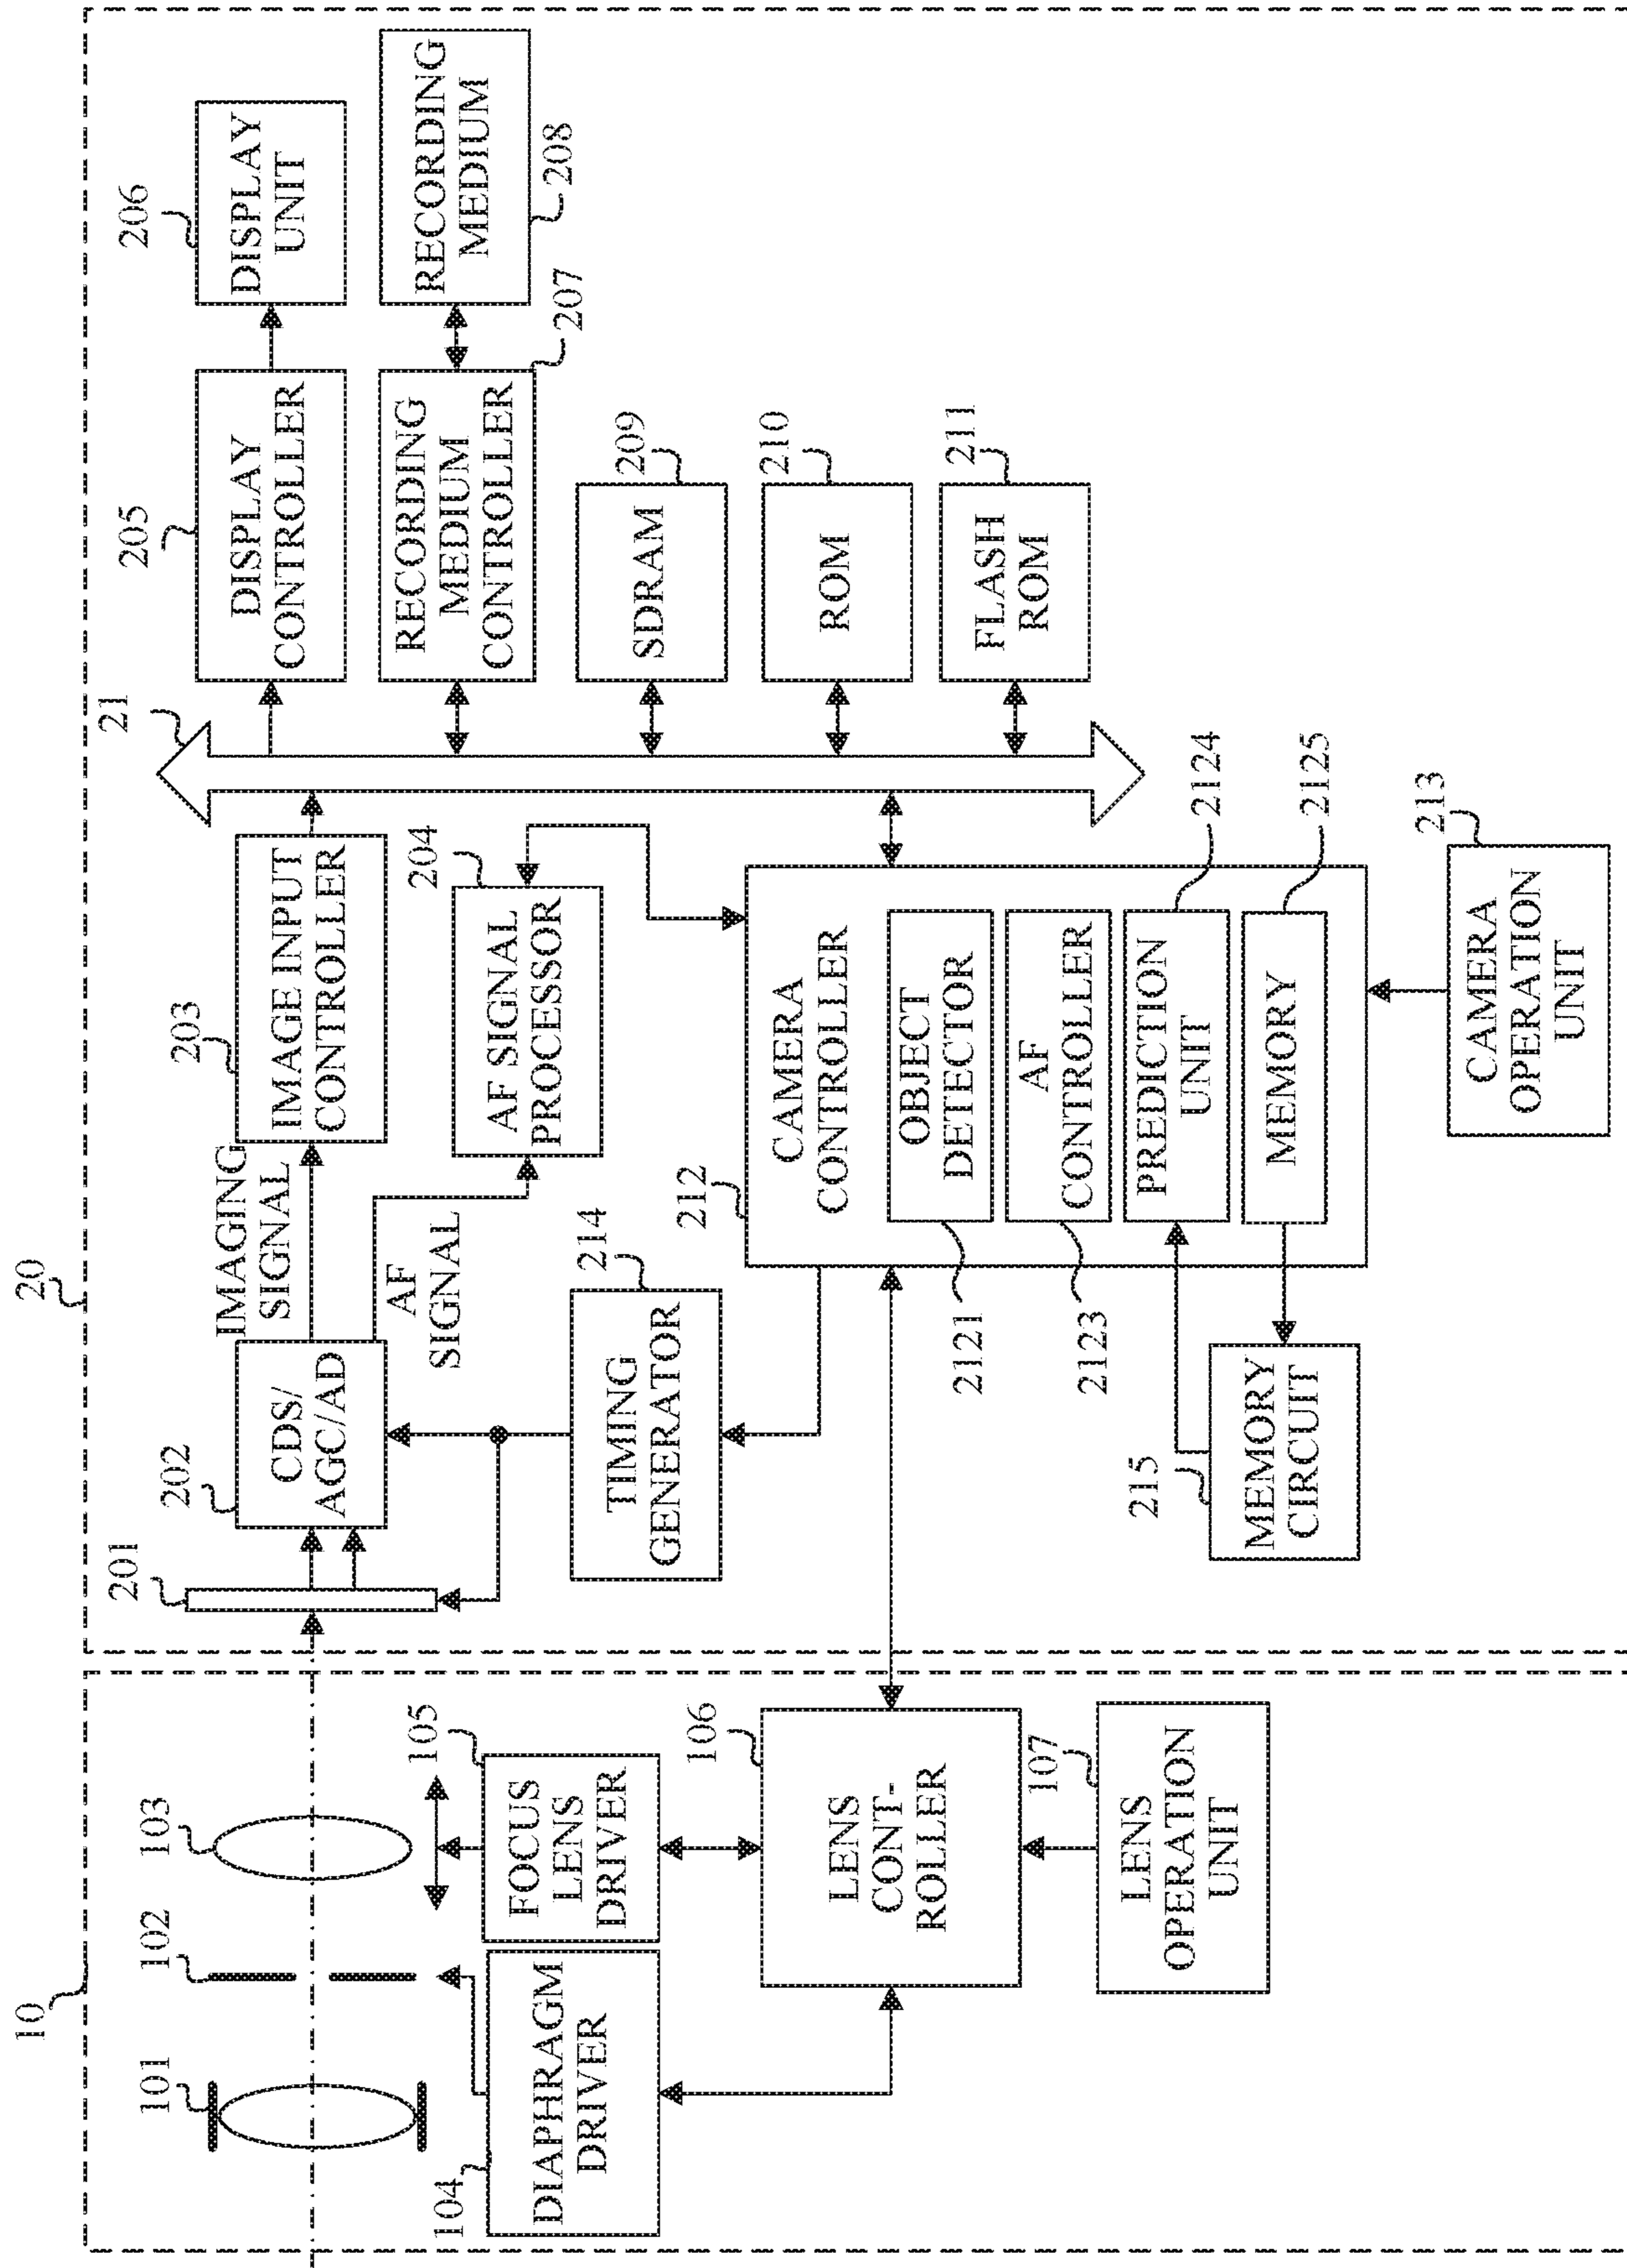 10
20
101
102
103
104
DIAPHRAGM
DRIVER
105
FOCUS
LENS
DRIVER
106
LENS
CONT-
ROLLER
107
LENS
OPERATION
UNIT
201
202
CDS/
AGC/AD
IMAGING
SIGNAL
AF
SIGNAL
203
IMAGE INPUT
CONTROLLER
204
AF SIGNAL
PROCESSOR
21
205
DISPLAY
CONTROLLER
206
DISPLAY
UNIT
RECORDING
MEDIUM
CONTROLLER
207
RECORDING
MEDIUM
208
SDRAM
209
ROM
210
FLASH
ROM
211
214
TIMING
GENERATOR
212
CAMERA
CONTROLLER
OBJECT
DETECTOR
2121
AF
CONTROLLER
2123
PREDICTION
UNIT
2124
MEMORY
2125
215
MEMORY
CIRCUIT
213
CAMERA
OPERATION
UNIT